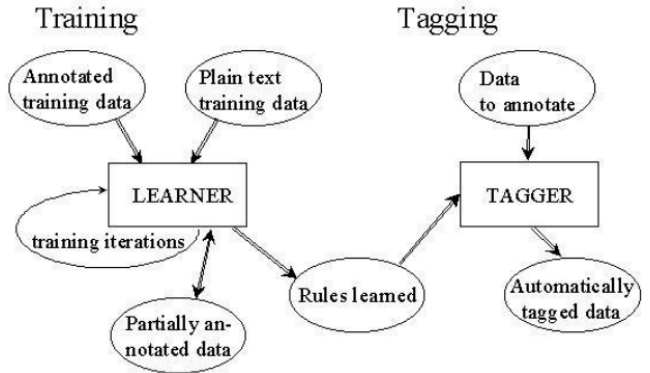 Training
Tagging
Annotated
training data
Plain text
training data
Data
to annotate
LEARNER
TAGGER
training iterations
Rules learned
Automatically
tagged data
Partially an-
notated data